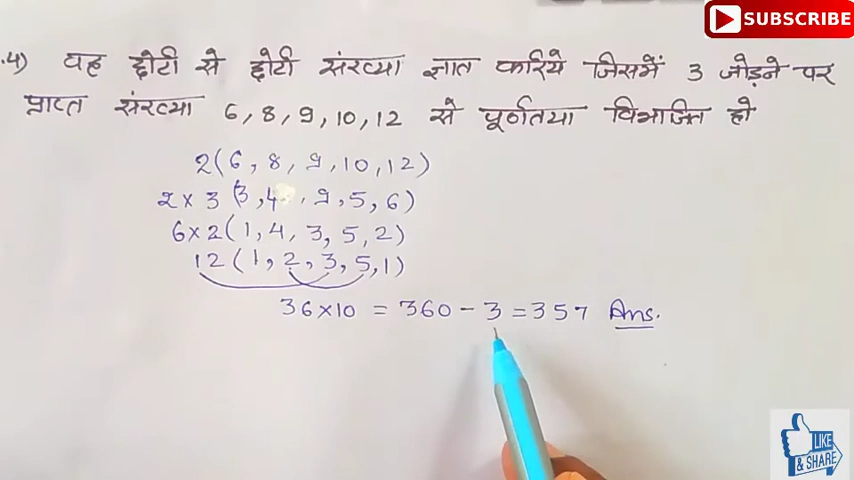 SUBSCRIBE
.4) वह छोटी से छोटी संख्या ज्ञात करिये जिसमें 3 जोड़ने पर
प्राप्त संख्या 6, 8, 9, 10, 12 से पूर्णतया विभाजित हो
2(6, 8, 9, 10, 12)
2 × 3 (3, 4, 9, 5, 6)
6×2(1, 4, 3, 5, 2)
12(1, 2, 3, 5, 1)
36×10 = 360 - 3 = 357 Ans.
LIKE
& SHARE